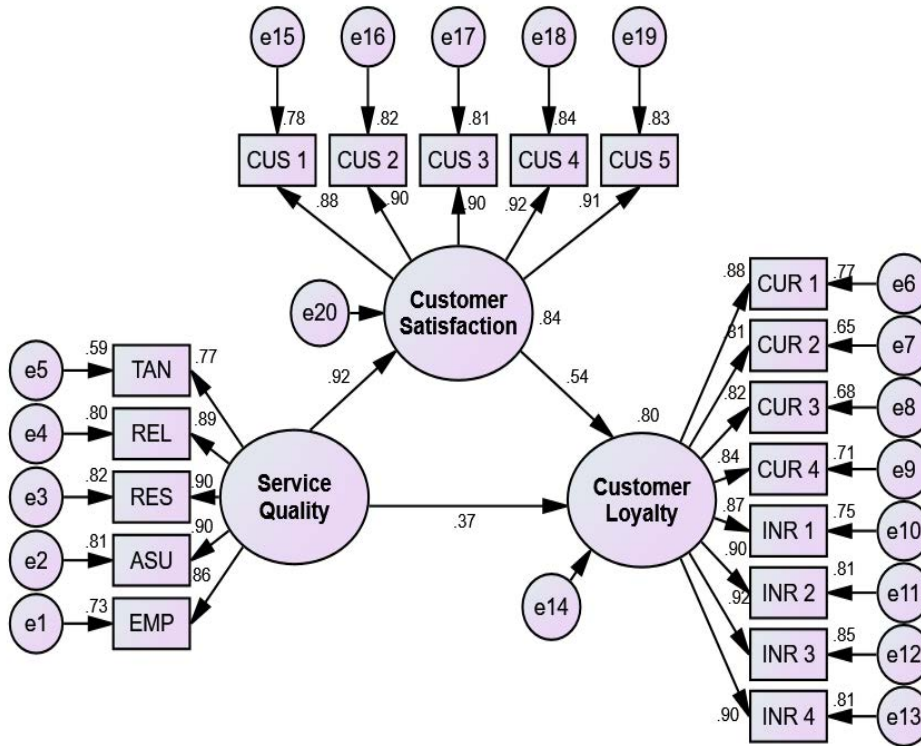 e15 e16 e17 e18 e19
.78 .82 .81 .84 .83
CUS 1 CUS 2 CUS 3 CUS 4 CUS 5
.88 .90 .90 .92 .91
e20
Customer
Satisfaction
.84
.92
.54
e5 .59 TAN .77
e4 .80 REL .89
e3 .82 RES .90
e2 .81 ASU .90
e1 .73 EMP 86
Service
Quality
.37
.80
Customer
Loyalty
e14
.88 CUR 1 .77 e6
.81 CUR 2 .65 e7
.82 CUR 3 .68 e8
.84 CUR 4 .71 e9
.87 INR 1 .75 e10
.90 INR 2 .81 e11
.92 INR 3 .85 e12
.90 INR 4 .81 e13